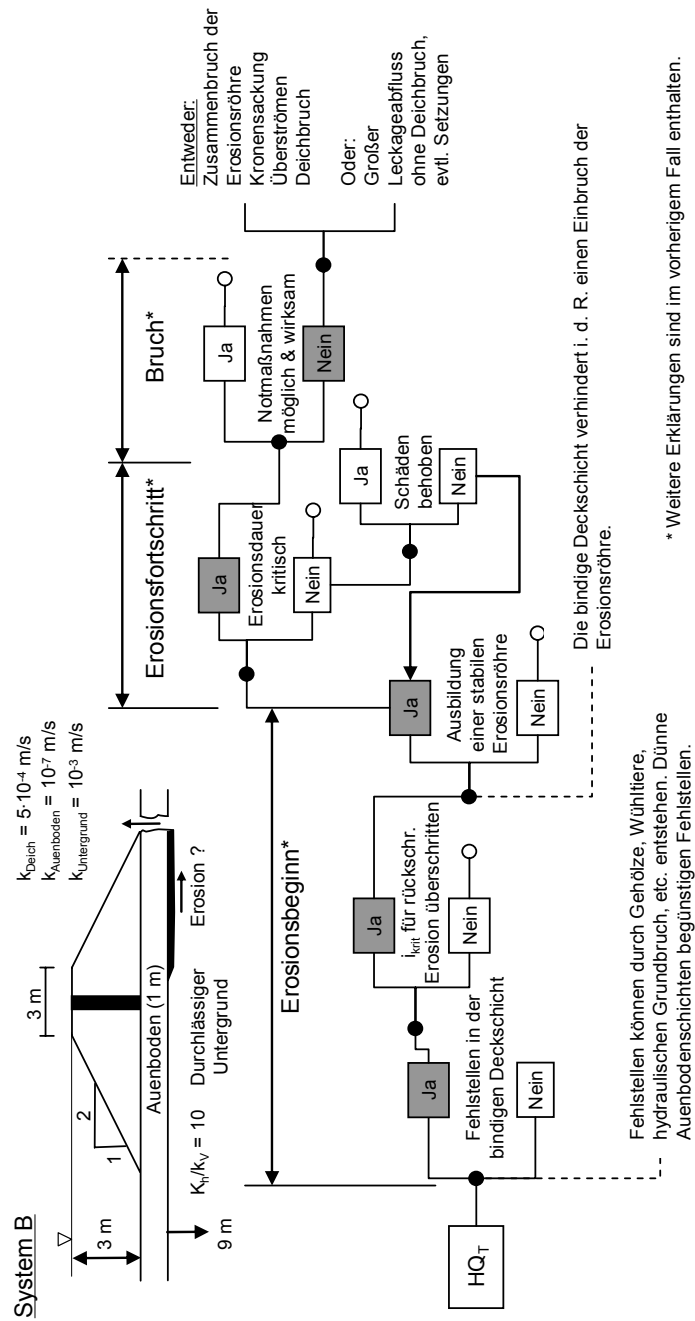 System B
3 m
3 m
2
1
9 m
Auenboden (1 m)
K_h/k_V = 10
Durchlässiger
Untergrund
Erosion ?
k_Deich = 5·10^-4 m/s
k_Auenboden = 10^-7 m/s
k_Untergrund = 10^-3 m/s
Erosionsbeginn*
Erosionsfortschritt*
Bruch*
HQ_T
Ja
Fehlstellen in der
bindigen Deckschicht
Nein
Ja
i_krit für rückschr.
Erosion überschritten
Nein
Ja
Ausbildung
einer stabilen
Erosionsröhre
Nein
Ja
Erosionsdauer
kritisch
Nein
Ja
Schäden
behoben
Nein
Ja
Notmaßnahmen
möglich & wirksam
Nein
Entweder:
Zusammenbruch der
Erosionsröhre
Kronensackung
Überströmen
Deichbruch
Oder:
Großer
Leckageabfluss
ohne Deichbruch,
evtl. Setzungen
Fehlstellen können durch Gehölze, Wühltiere,
hydraulischen Grundbruch, etc. entstehen. Dünne
Auenbodenschichten begünstigen Fehlstellen.
Die bindige Deckschicht verhindert i. d. R. einen Einbruch der
Erosionsröhre.
* Weitere Erklärungen sind im vorherigem Fall enthalten.